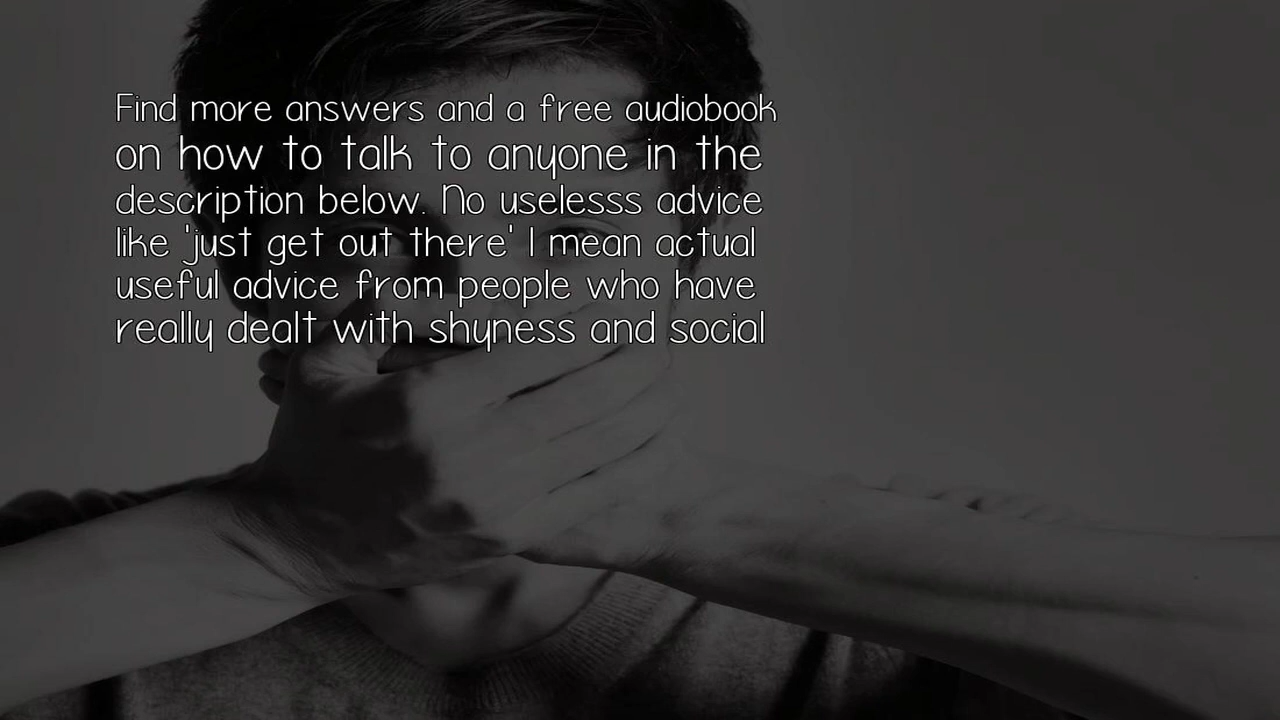 Find more answers and a free audiobook
on how to talk to anyone in the
description below. No uselesss advice
like 'just get out there' I mean actual
useful advice from people who have
really dealt with shyness and social